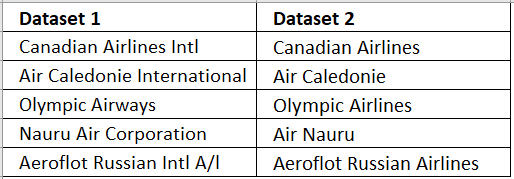 Dataset 1 Dataset 2
Canadian Airlines Intl Canadian Airlines
Air Caledonie International Air Caledonie
Olympic Airways Olympic Airlines
Nauru Air Corporation Air Nauru
Aeroflot Russian Intl A/l Aeroflot Russian Airlines